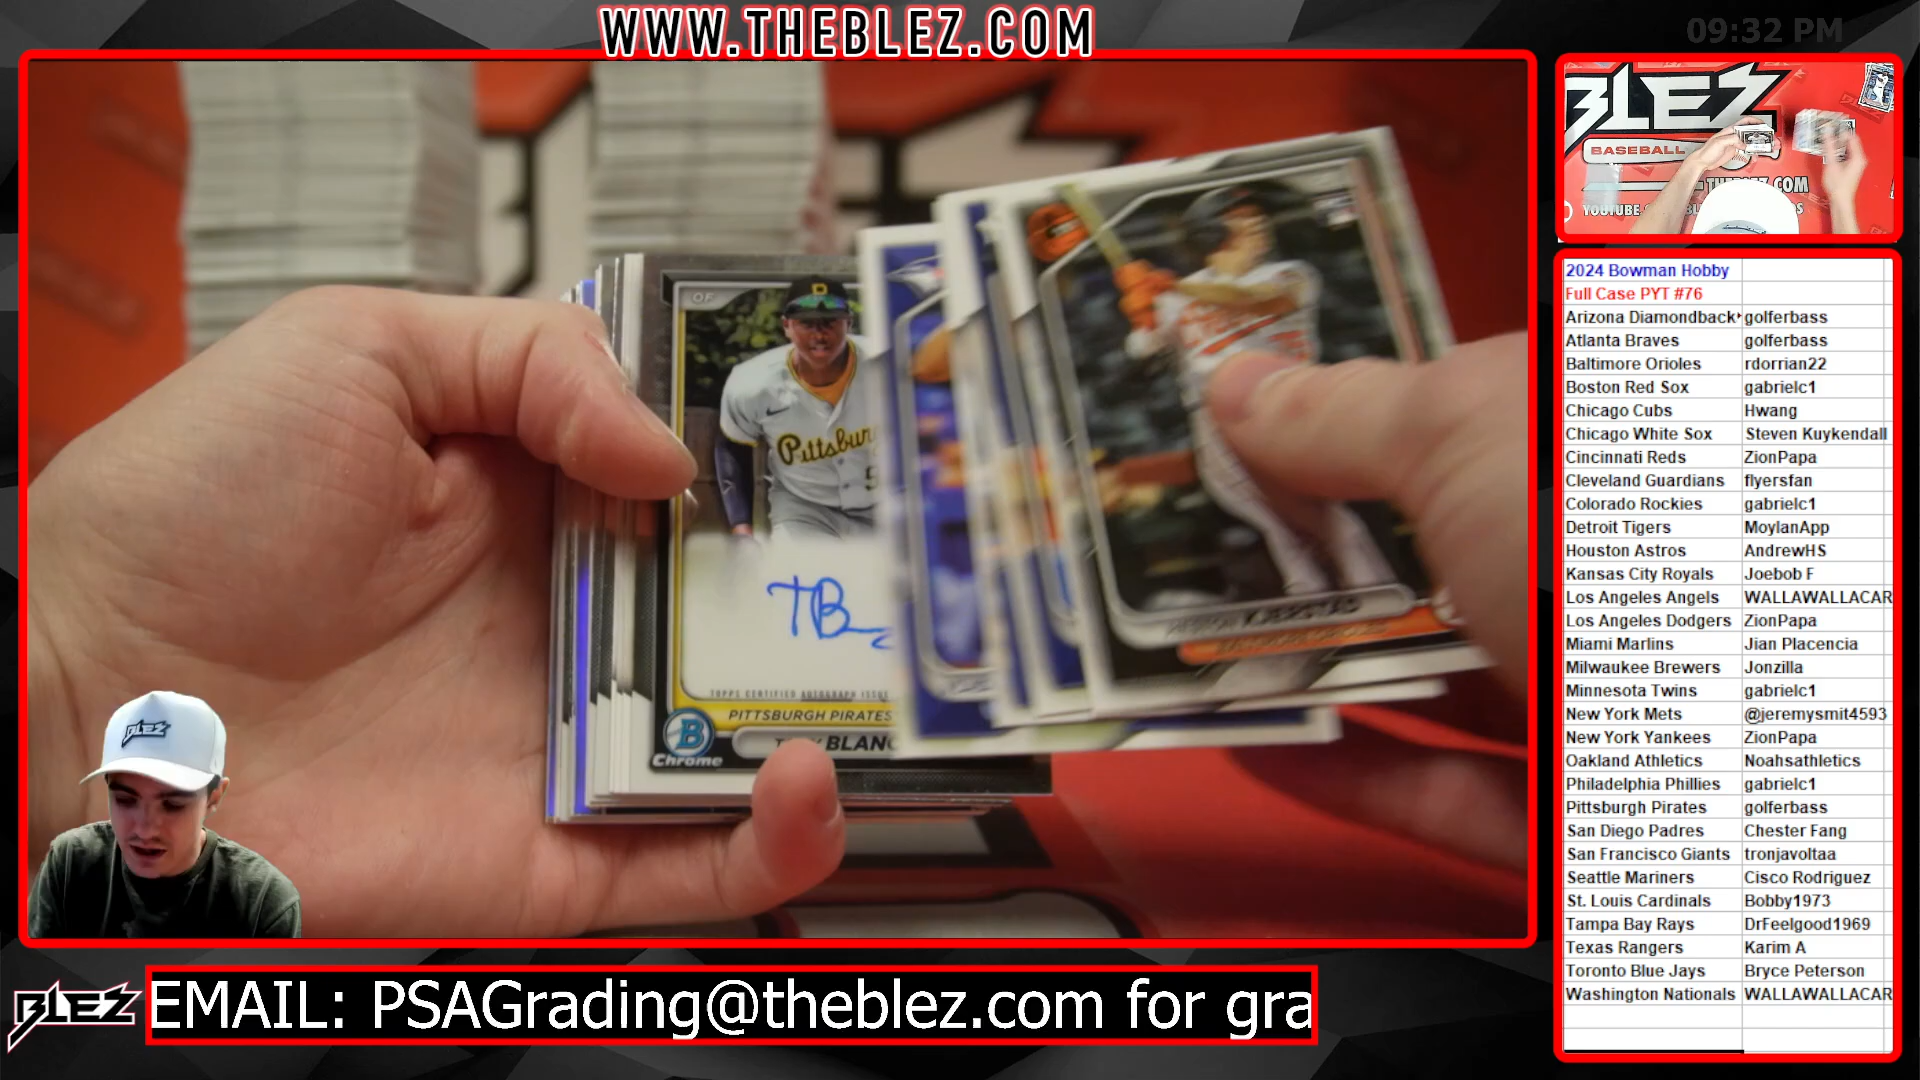 WWW.THEBLEZ.COM
09:32 PM
BLEZ
BASEBALL
2024 Bowman Hobby
Full Case PYT #76
Arizona Diamondback golferbass
Atlanta Braves golferbass
Baltimore Orioles rdorrian22
Boston Red Sox gabrielc1
Chicago Cubs Hwang
Chicago White Sox Steven Kuykendall
Cincinnati Reds ZionPapa
Cleveland Guardians flyersfan
Colorado Rockies gabrielc1
Detroit Tigers MoylanApp
Houston Astros AndrewHS
Kansas City Royals Joebob F
Los Angeles Angels WALLAWALLACAR
Los Angeles Dodgers ZionPapa
Miami Marlins Jian Placencia
Milwaukee Brewers Jonzilla
Minnesota Twins gabrielc1
New York Mets @jeremysmit4593
New York Yankees ZionPapa
Oakland Athletics Noahsathletics
Philadelphia Phillies gabrielc1
Pittsburgh Pirates golferbass
San Diego Padres Chester Fang
San Francisco Giants tronjavoltaa
Seattle Mariners Cisco Rodriguez
St. Louis Cardinals Bobby1973
Tampa Bay Rays DrFeelgood1969
Texas Rangers Karim A
Toronto Blue Jays Bryce Peterson
Washington Nationals WALLAWALLACAR
OF
Pittsbur
TB
TOPPS CERTIFIED AUTOGRAPH ISSUE
PITTSBURGH PIRATES
BLANC
B
Chrome
KJERSTAD
BLEZ
BLEZ
EMAIL: PSAGrading@theblez.com for gra